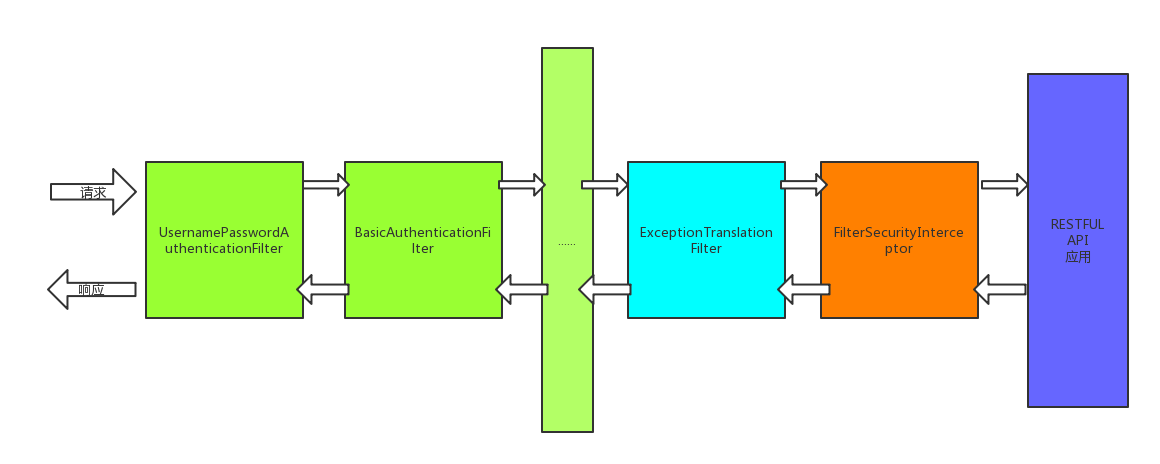 请求
响应
UsernamePasswordA
uthenticationFilter
BasicAuthenticationFi
lter
......
ExceptionTranslation
Filter
FilterSecurityInterce
ptor
RESTFUL
API
应用